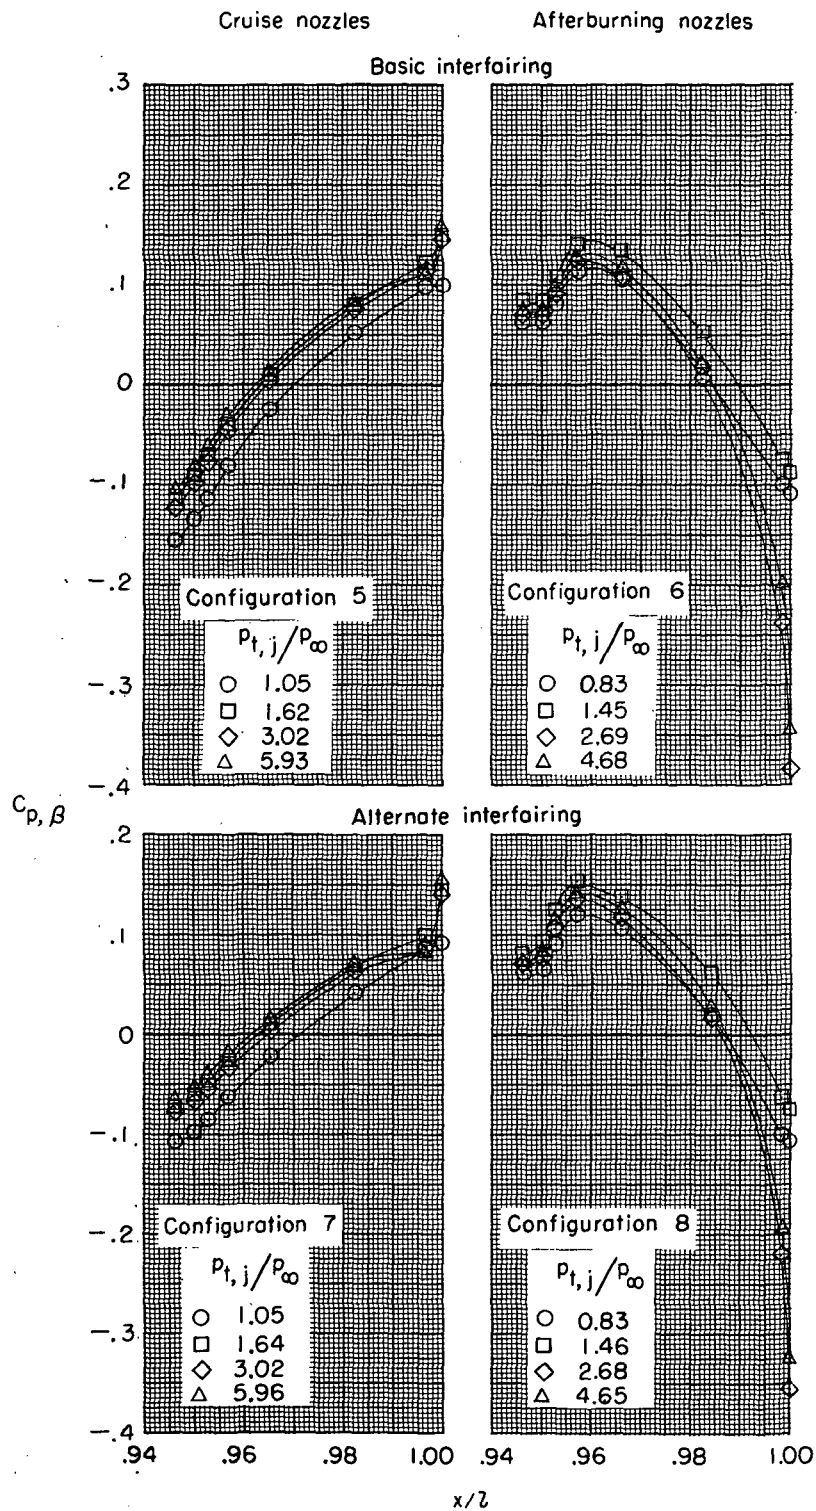 Cruise nozzles
Afterburning nozzles
Basic interfairing
.3
.2
.1
0
-.1
-.2
-.3
-.4
Configuration 5
p_t,j/p_∞
○ 1.05
□ 1.62
◇ 3.02
△ 5.93
Configuration 6
p_t,j/p_∞
○ 0.83
□ 1.45
◇ 2.69
△ 4.68
C_p,β
Alternate interfairing
.2
.1
0
-.1
-.2
-.3
-.4
Configuration 7
p_t,j/p_∞
○ 1.05
□ 1.64
◇ 3.02
△ 5.96
Configuration 8
p_t,j/p_∞
○ 0.83
□ 1.46
◇ 2.68
△ 4.65
.94 .96 .98 1.00
.94 .96 .98 1.00
x/l